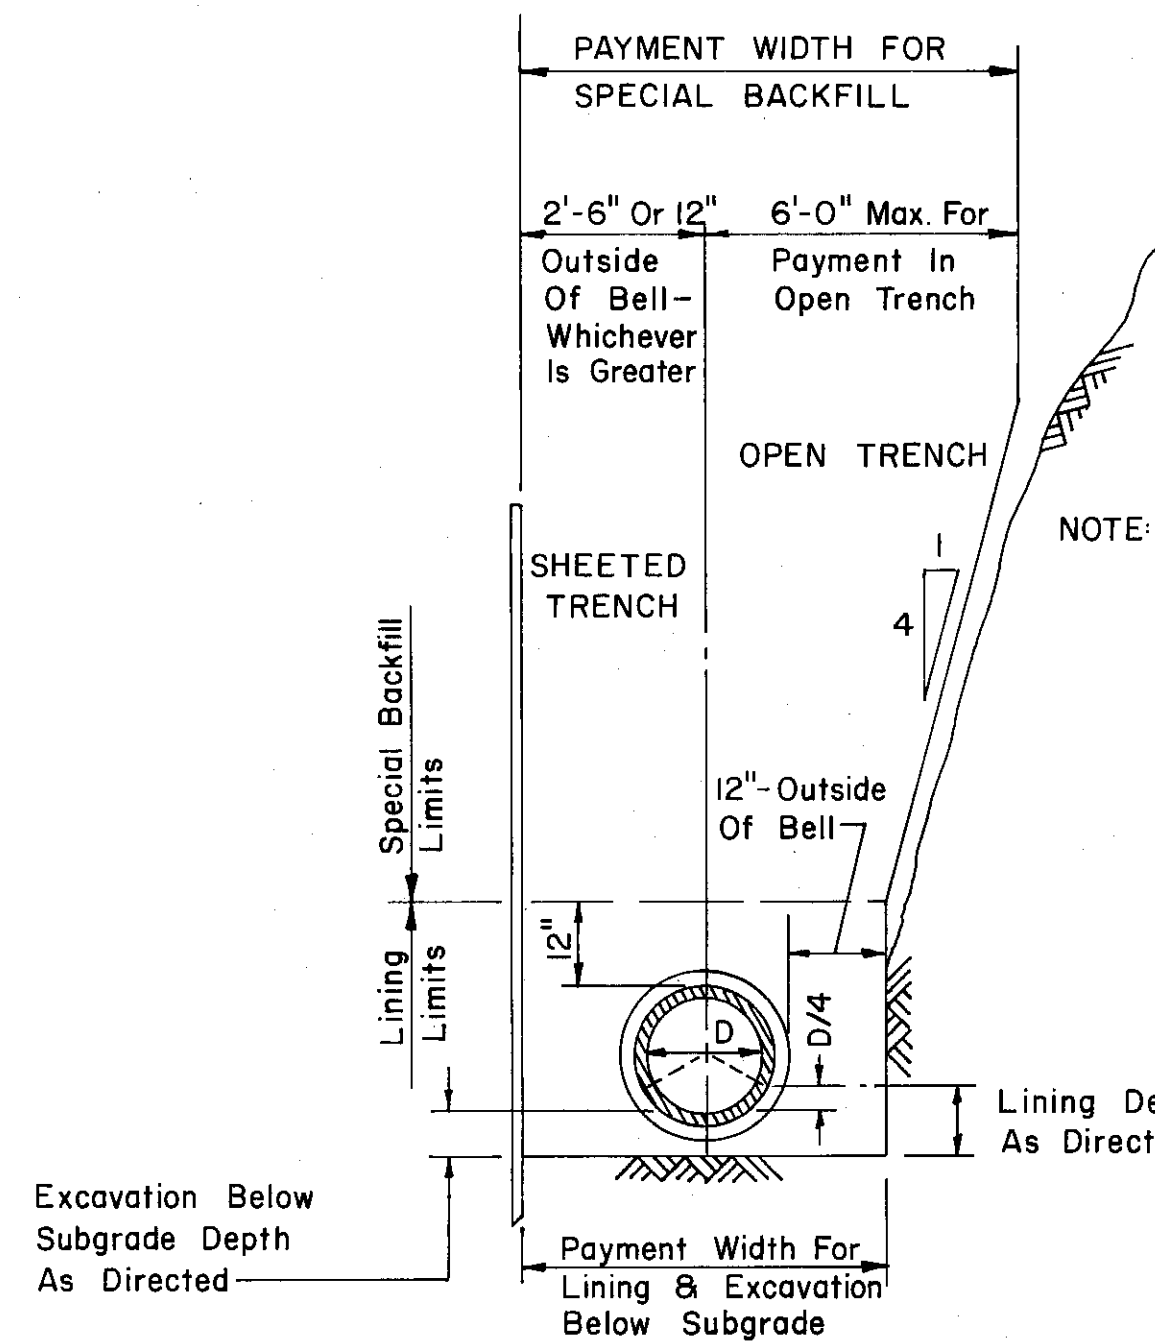 PAYMENT WIDTH FOR
SPECIAL BACKFILL
2'-6" Or 12"
Outside
Of Bell-
Whichever
Is Greater
6'-0" Max. For
Payment In
Open Trench
OPEN TRENCH
NOTE:
SHEETED
TRENCH
1
4
Special Backfill
Limits
12"-Outside
Of Bell
12"
Lining
Limits
D
D/4
Lining
As
Excavation Below
Subgrade Depth
As Directed
Payment Width For
Lining & Excavation
Below Subgrade